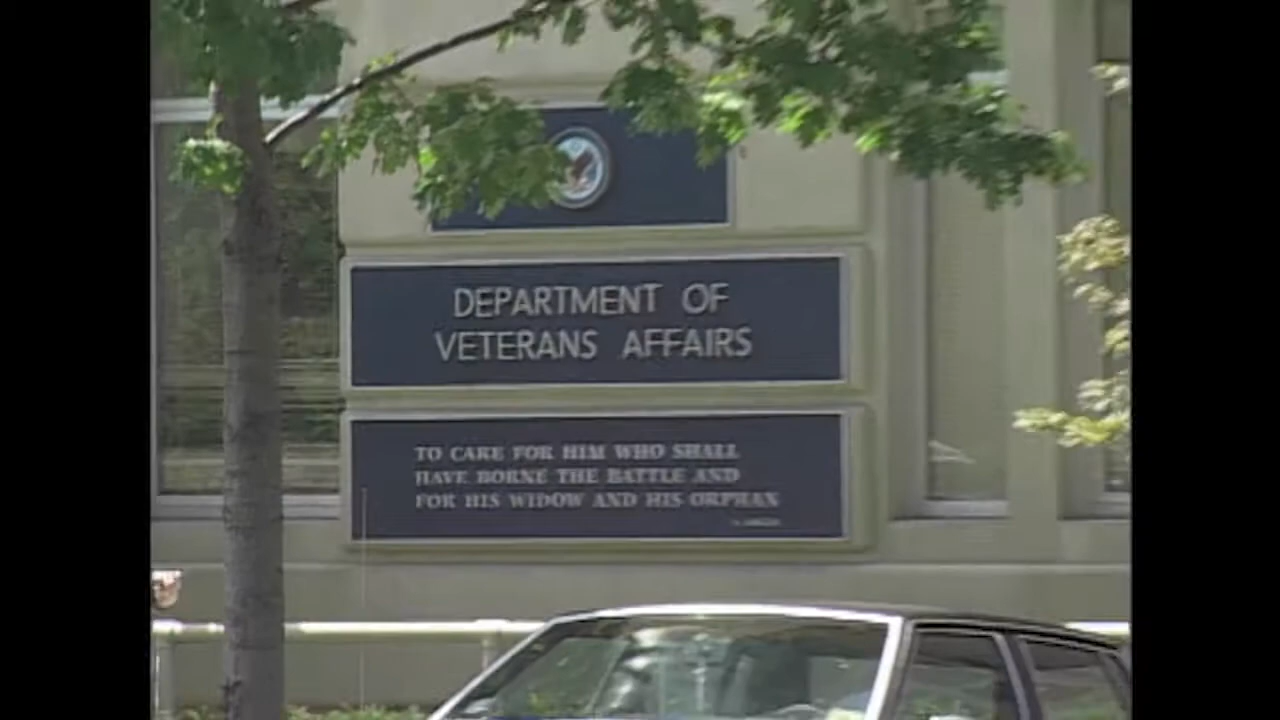 DEPARTMENT OF
VETERANS AFFAIRS
TO CARE FOR HIM WHO SHALL
HAVE BORNE THE BATTLE AND
FOR HIS WIDOW AND HIS ORPHAN